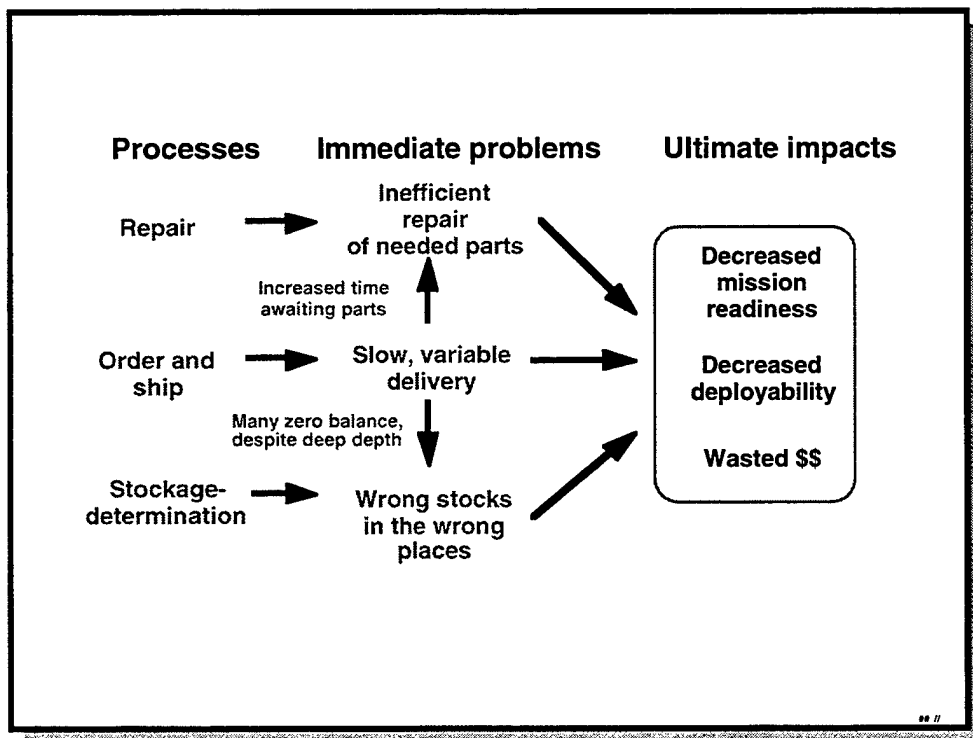 Processes
Immediate problems
Ultimate impacts
Repair
Inefficient
repair
of needed parts
Increased time
awaiting parts
Order and
ship
Slow, variable
delivery
Many zero balance,
despite deep depth
Stockage-
determination
Wrong stocks
in the wrong
places
Decreased
mission
readiness
Decreased
deployability
Wasted $$